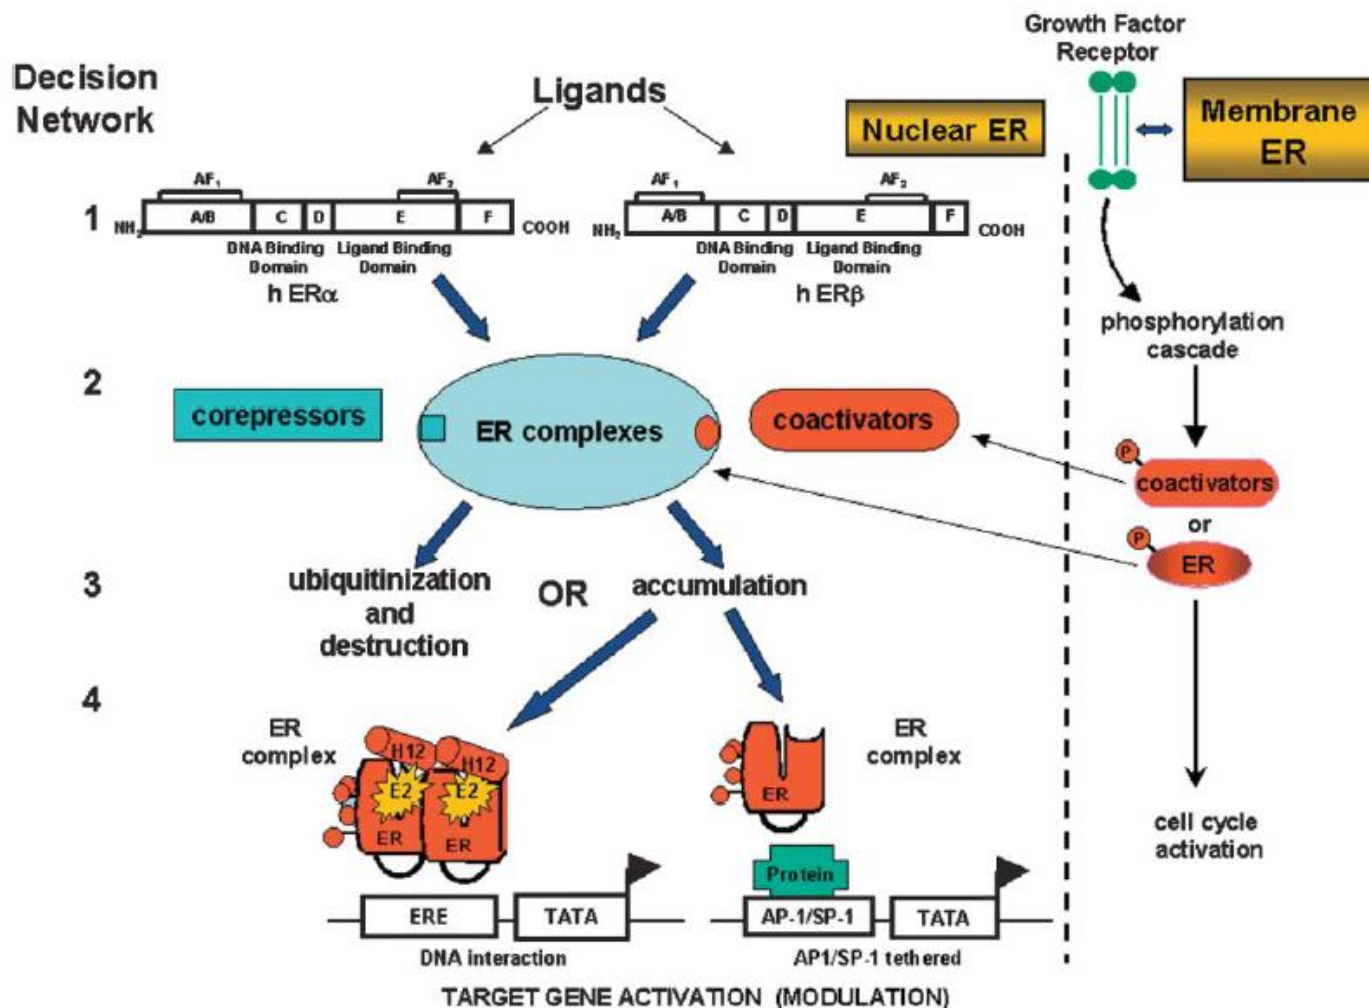 Decision
Network
Ligands
Nuclear ER
Growth Factor
Receptor
Membrane
ER
1
AF1
AF2
NH2
A/B
C
D
E
F
COOH
DNA Binding
Domain
Ligand Binding
Domain
h ERα
AF1
AF2
NH2
A/B
C
D
E
F
COOH
DNA Binding
Domain
Ligand Binding
Domain
h ERβ
phosphorylation
cascade
2
corepressors
ER complexes
coactivators
P
coactivators
or
P
ER
3
ubiquitinization
and
destruction
OR
accumulation
4
ER
complex
H12
H12
E2
E2
ER
ER
ER
ER
complex
cell cycle
activation
ERE
TATA
DNA interaction
Protein
AP-1/SP-1
TATA
AP1/SP-1 tethered
TARGET GENE ACTIVATION (MODULATION)